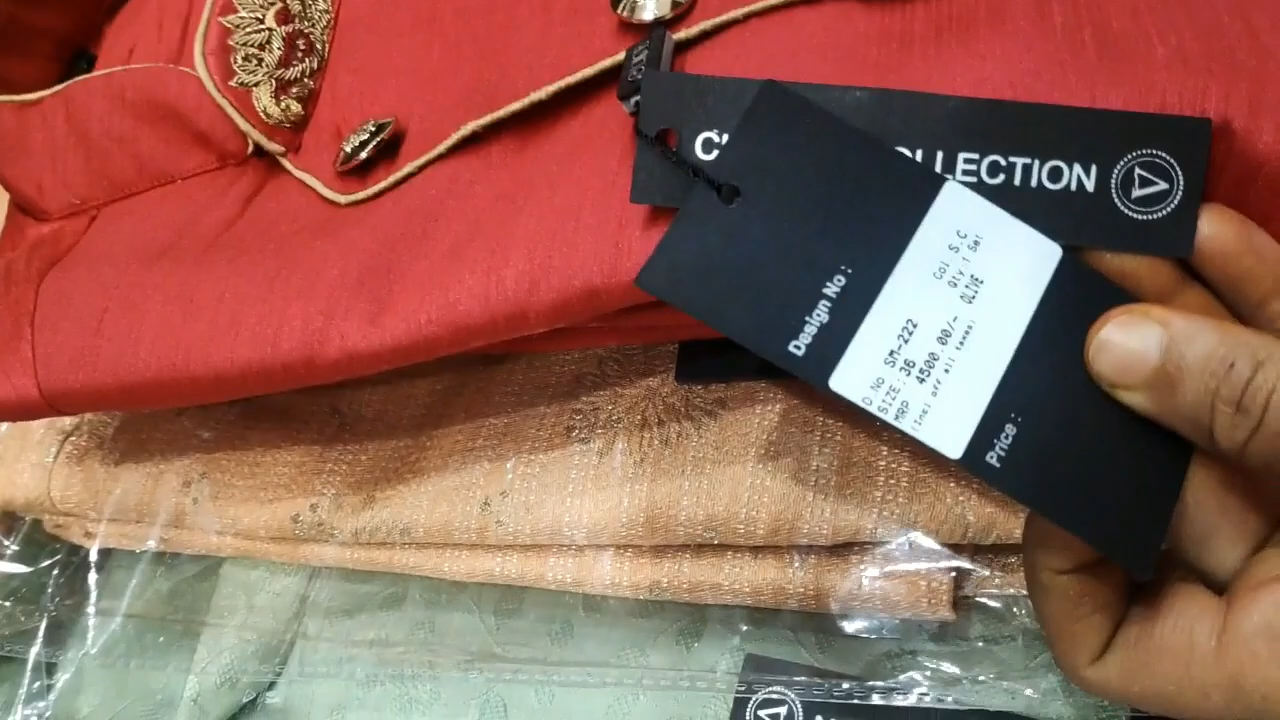 COLLECTION
Design No :
D.No SM-222
SIZE: 36
MRP 4500.00/- OLIVE
(Incl off all taxes)
Col S.C
Qty 1 Set
Price :